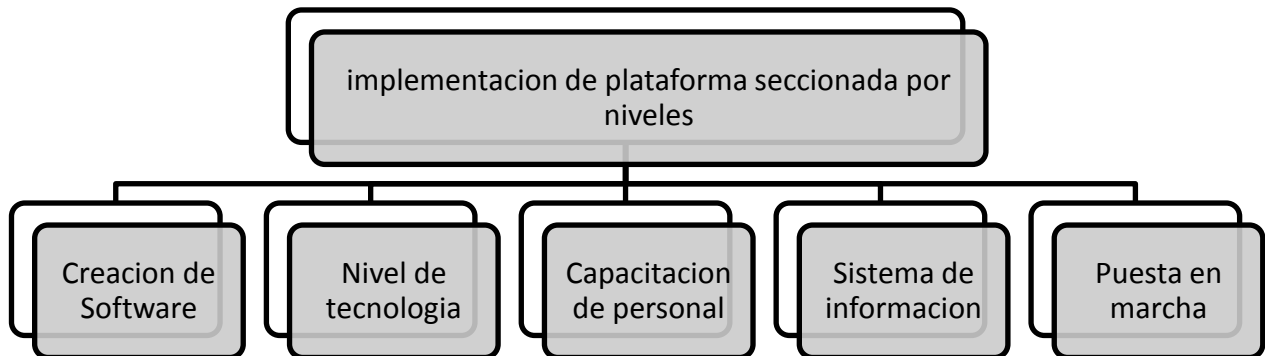 implementacion de plataforma seccionada por
niveles
Creacion de
Software
Nivel de
tecnologia
Capacitacion
de personal
Sistema de
informacion
Puesta en
marcha